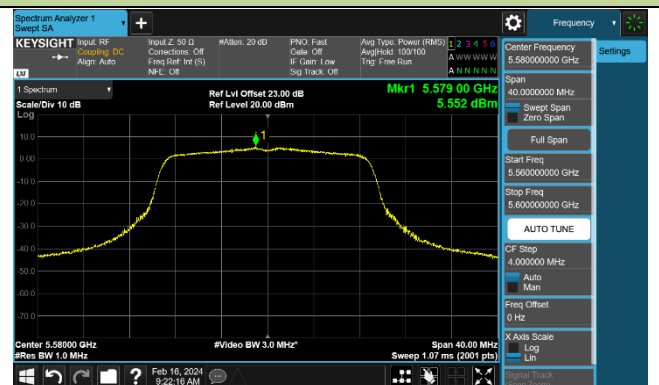 Spectrum Analyzer 1
Swept SA
+
Frequency
KEYSIGHT
Input: RF
Coupling: DC
Align: Auto
Input Z: 50 Ω
Corrections: Off
Freq Ref: Int (S)
NFE: Off
#Atten: 20 dB
PNO: Fast
Gate: Off
IF Gain: Low
Sig Track: Off
Avg Type: Power (RMS)
Avg|Hold: 100/100
Trig: Free Run
1 2 3 4 5 6
A W W W W W
A N N N N N
LXI
1 Spectrum
Scale/Div 10 dB
Log
Ref Lvl Offset 23.00 dB
Ref Level 20.00 dBm
Mkr1 5.579 00 GHz
5.552 dBm
1
10.0
0.00
-10.0
-20.0
-30.0
-40.0
-50.0
-60.0
-70.0
Center 5.58000 GHz
#Res BW 1.0 MHz
#Video BW 3.0 MHz*
Span 40.00 MHz
Sweep 1.07 ms (2001 pts)
Feb 16, 2024
9:22:16 AM
?
Center Frequency
5.580000000 GHz
Span
40.0000000 MHz
Swept Span
Zero Span
Full Span
Start Freq
5.560000000 GHz
Stop Freq
5.600000000 GHz
AUTO TUNE
CF Step
4.000000 MHz
Auto
Man
Freq Offset
0 Hz
X Axis Scale
Log
Lin
Signal Track
Settings